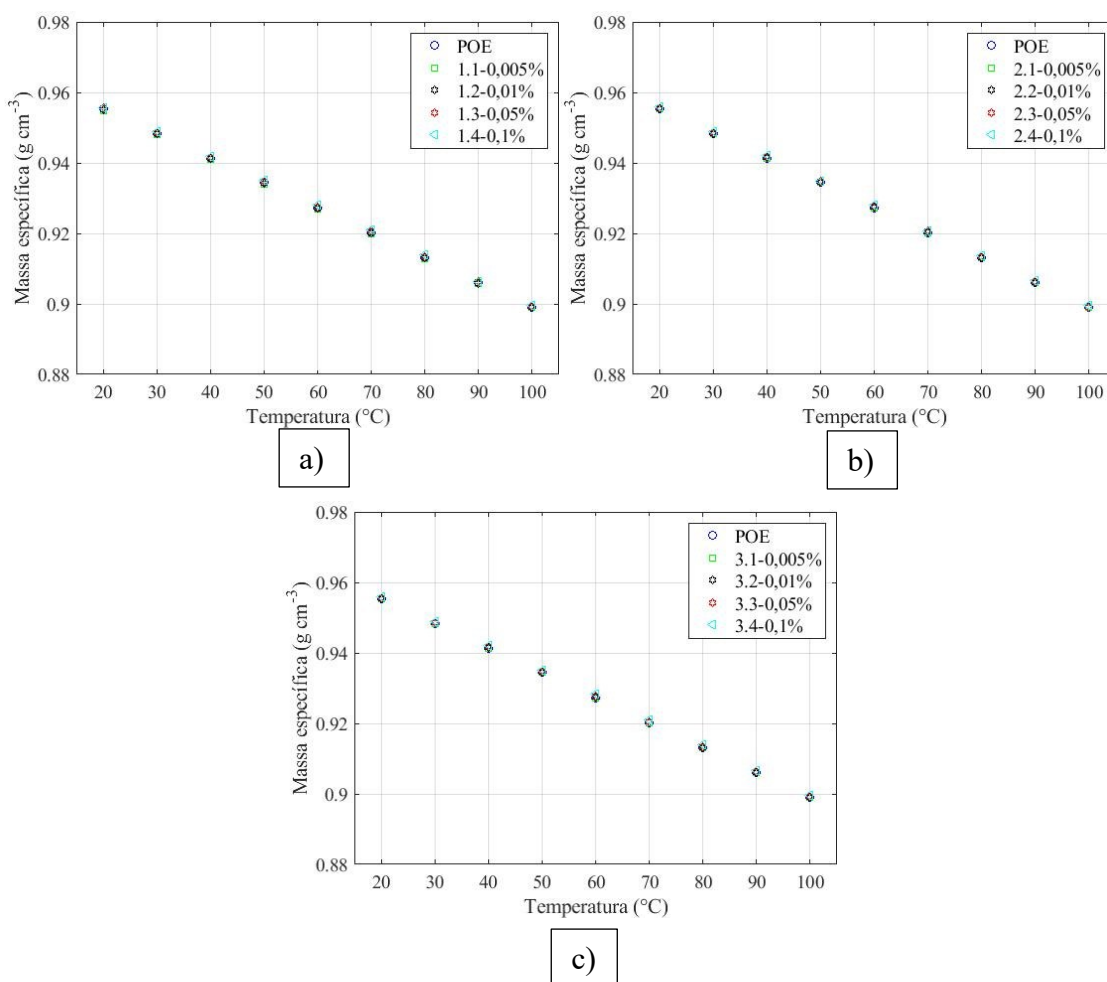 0.98
0.96
0.94
0.92
0.9
0.88
Massa específica (g cm-3)
POE
1.1-0,005%
1.2-0,01%
1.3-0,05%
1.4-0,1%
20 30 40 50 60 70 80 90 100
Temperatura (°C)
a)
0.98
0.96
0.94
0.92
0.9
0.88
Massa específica (g cm-3)
POE
2.1-0,005%
2.2-0,01%
2.3-0,05%
2.4-0,1%
20 30 40 50 60 70 80 90 100
Temperatura (°C)
b)
0.98
0.96
0.94
0.92
0.9
0.88
Massa específica (g cm-3)
POE
3.1-0,005%
3.2-0,01%
3.3-0,05%
3.4-0,1%
20 30 40 50 60 70 80 90 100
Temperatura (°C)
c)